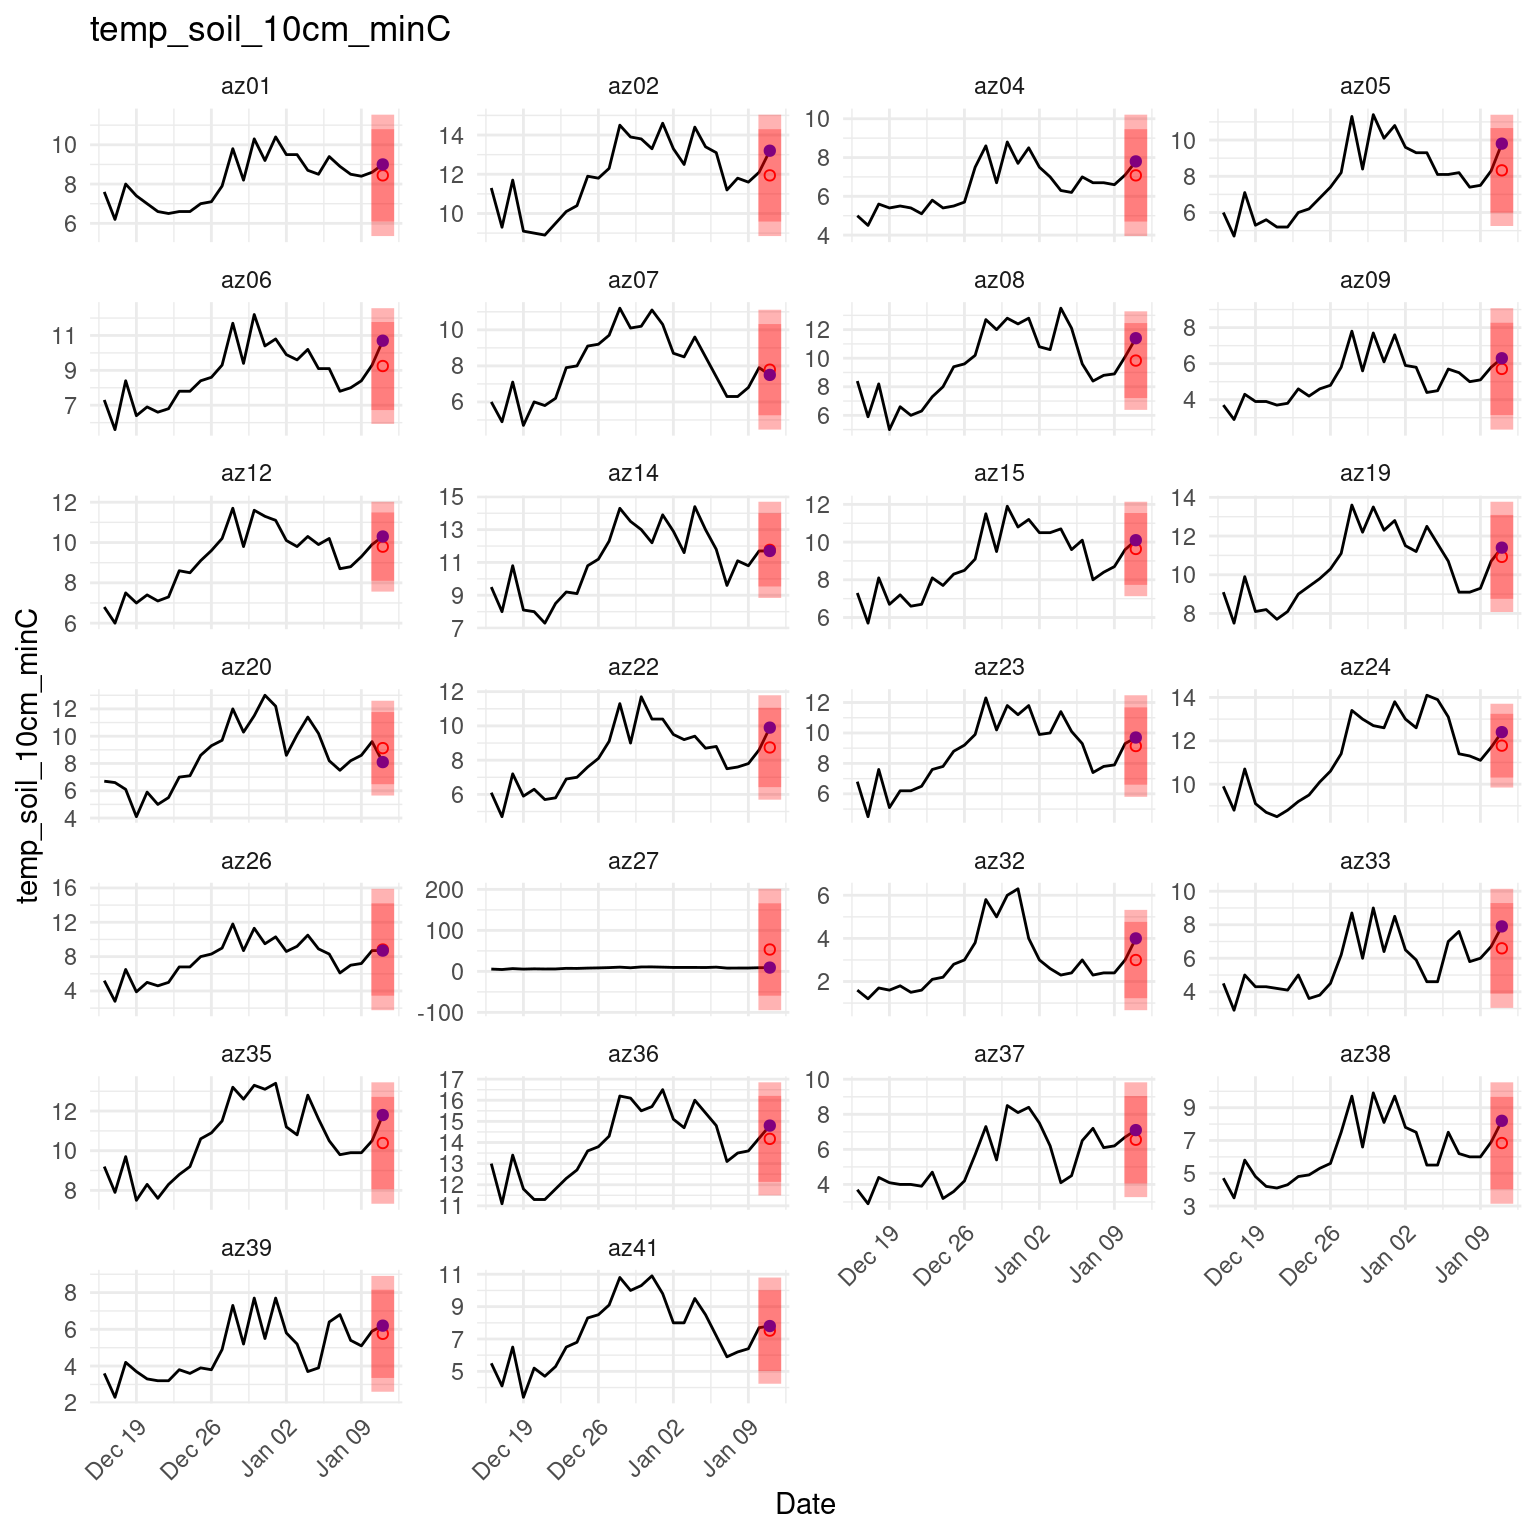 temp_soil_10cm_minC
az01 az02 az04 az05
10 8 6
14 12 10
10 8 6 4
10 8 6
az06 az07 az08 az09
11 9 7
10 8 6
12 10 8 6
8 6 4
az12 az14 az15 az19
12 10 8 6
15 13 11 9 7
12 10 8 6
14 12 10 8
az20 az22 az23 az24
12 10 8 6 4
12 10 8 6
12 10 8 6
14 12 10
temp_soil_10cm_minC
az26 az27 az32 az33
16 12 8 4
200 100 0 -100
6 4 2
10 8 6 4
az35 az36 az37 az38
12 10 8
17 16 15 14 13 12 11
10 8 6 4
9 7 5 3
Dec 19 Dec 26 Jan 02 Jan 09
Dec 19 Dec 26 Jan 02 Jan 09
az39 az41
8 6 4 2
11 9 7 5
Dec 19 Dec 26 Jan 02 Jan 09
Dec 19 Dec 26 Jan 02 Jan 09
Date